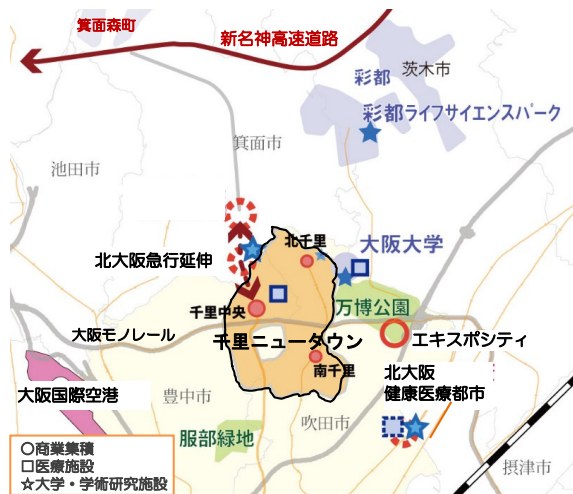 箕面森町
新名神高速道路
彩都
茨木市
彩都ライフサイエンスパーク
箕面市
池田市
北千里
大阪大学
北大阪急行延伸
千里中央
万博公園
大阪モノレール
千里ニュータウン
エキスポシティ
南千里
大阪国際空港
豊中市
北大阪
健康医療都市
吹田市
服部緑地
摂津市
○商業集積
□医療施設
☆大学・学術研究施設